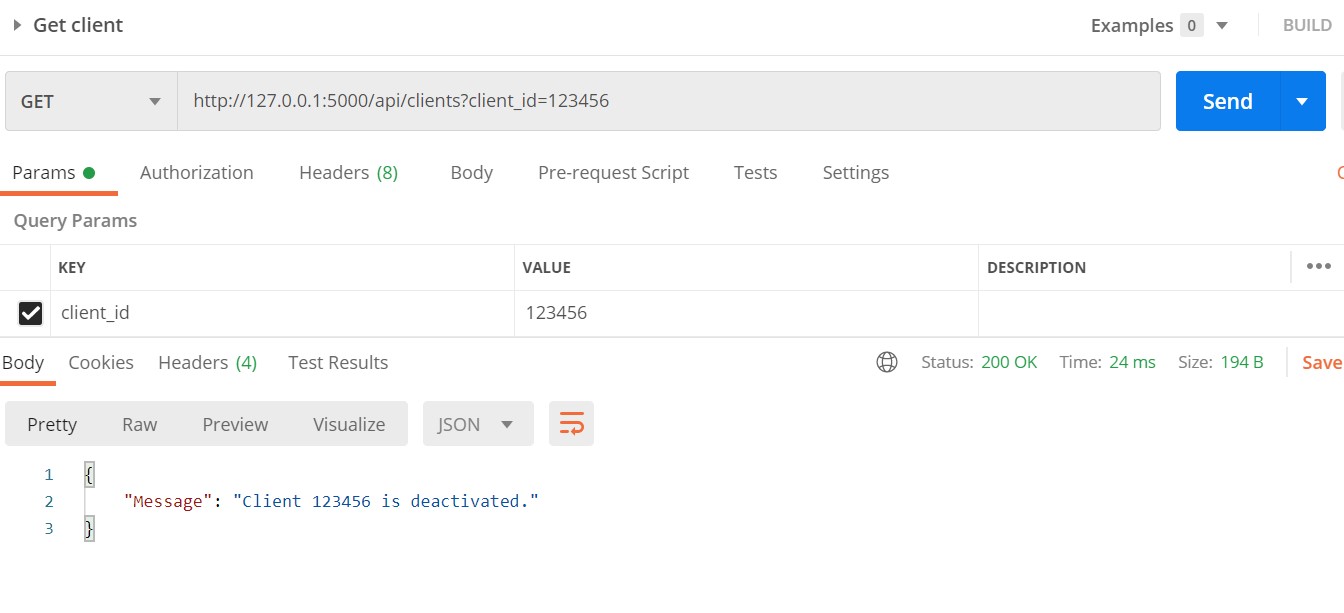 Get client Examples 0 BUILD
GET http://127.0.0.1:5000/api/clients?client_id=123456 Send
Params Authorization Headers (8) Body Pre-request Script Tests Settings
Query Params
KEY VALUE DESCRIPTION
client_id 123456
Body Cookies Headers (4) Test Results Status: 200 OK Time: 24 ms Size: 194 B Save
Pretty Raw Preview Visualize JSON
1 {
2 "Message": "Client 123456 is deactivated."
3 }